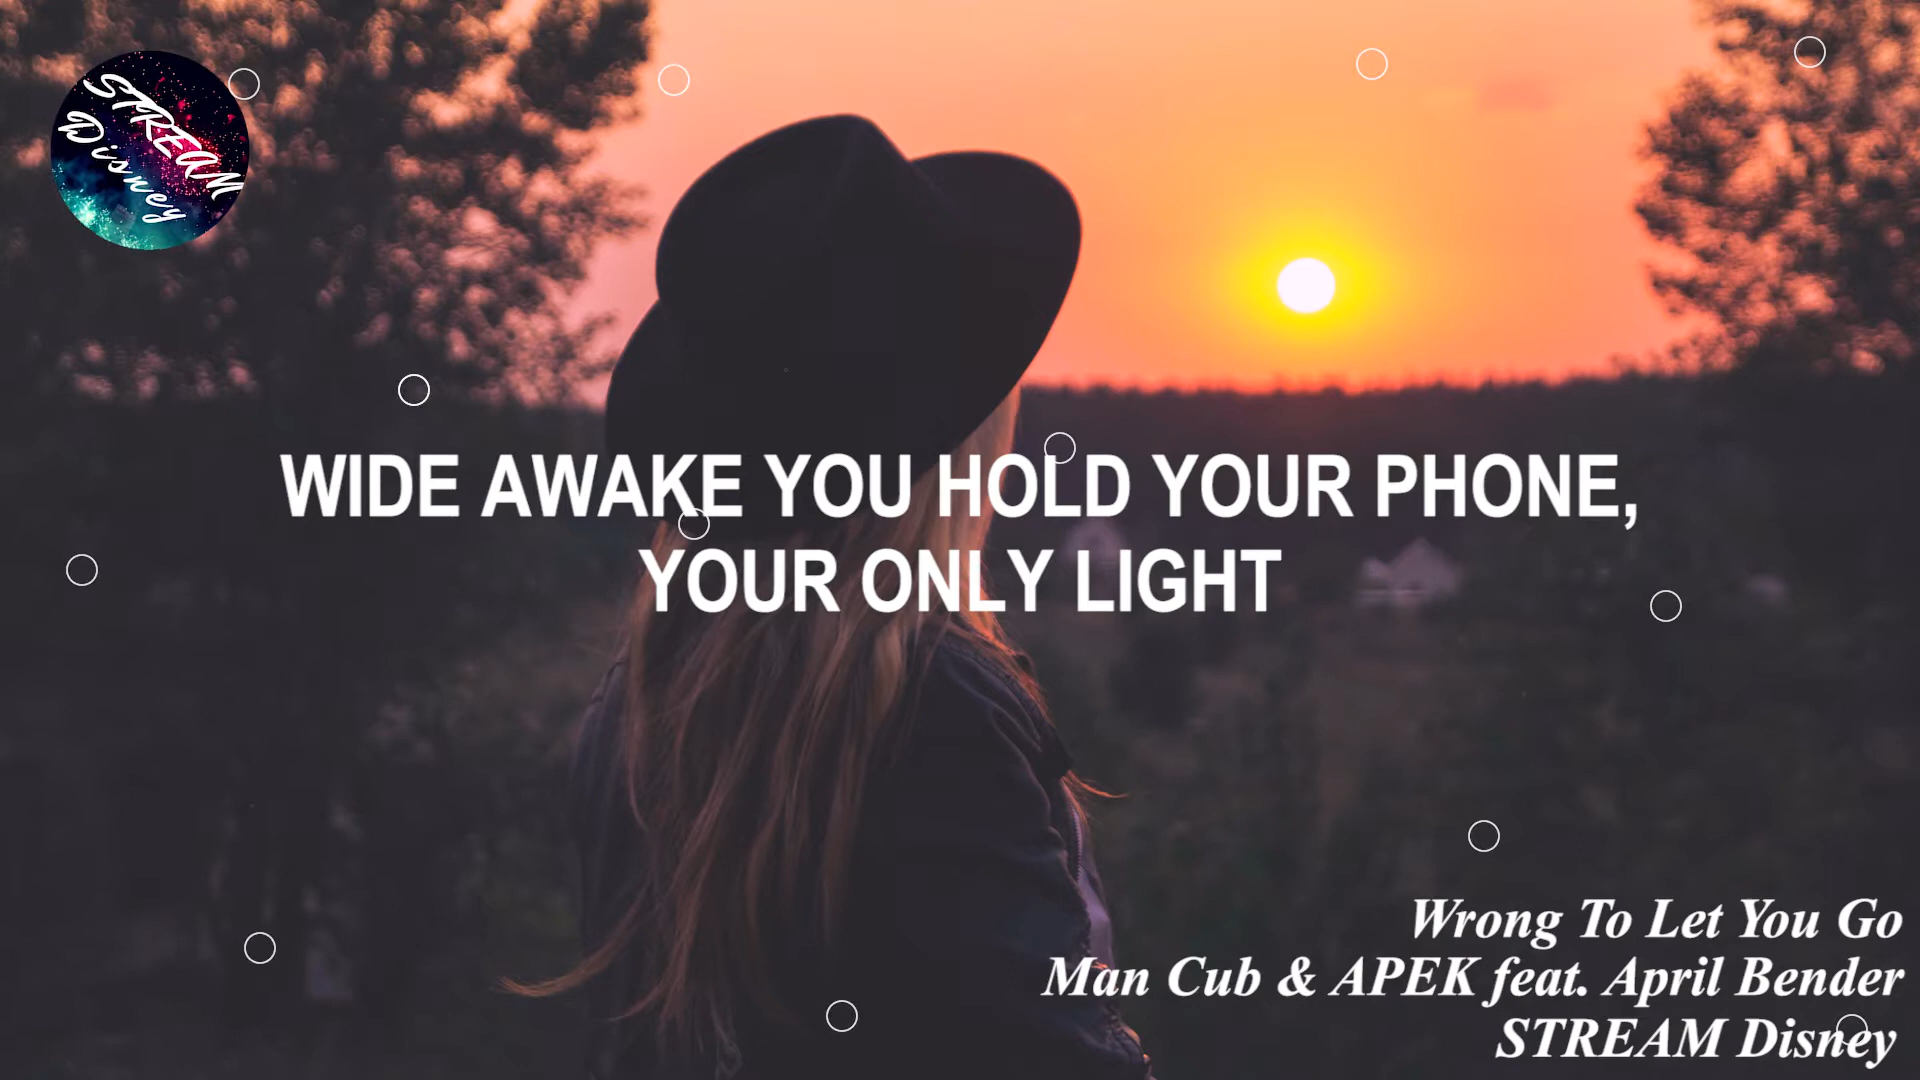 STREAM
Disney
WIDE AWAKE YOU HOLD YOUR PHONE,
YOUR ONLY LIGHT
Wrong To Let You Go
Man Cub & APEK feat. April Bender
STREAM Disney